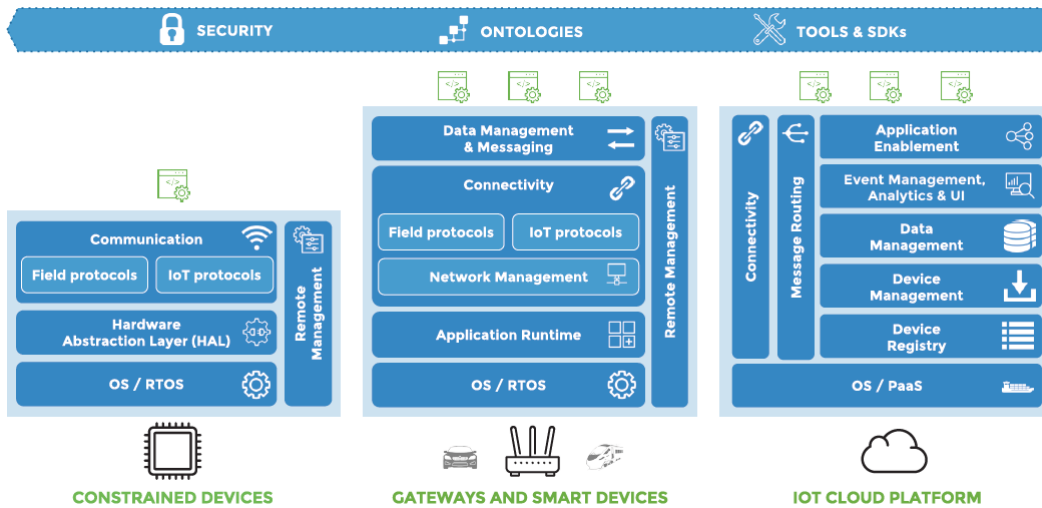 SECURITY
ONTOLOGIES
TOOLS & SDKs
Communication
Field protocols
IoT protocols
Hardware
Abstraction Layer (HAL)
OS / RTOS
Remote
Management
CONSTRAINED DEVICES
Data Management
& Messaging
Connectivity
Field protocols
IoT protocols
Network Management
Application Runtime
OS / RTOS
Remote Management
GATEWAYS AND SMART DEVICES
Connectivity
Message Routing
Application
Enablement
Event Management,
Analytics & UI
Data
Management
Device
Management
Device
Registry
OS / PaaS
IOT CLOUD PLATFORM